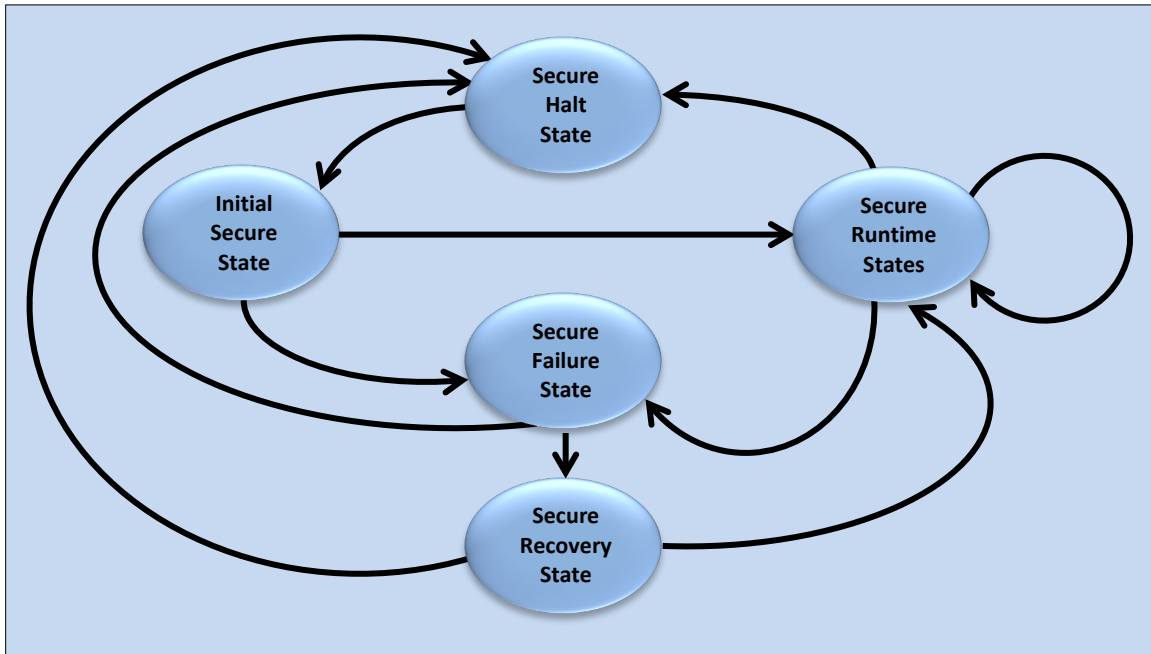 Secure
Halt
State
Initial
Secure
State
Secure
Runtime
States
Secure
Failure
State
Secure
Recovery
State